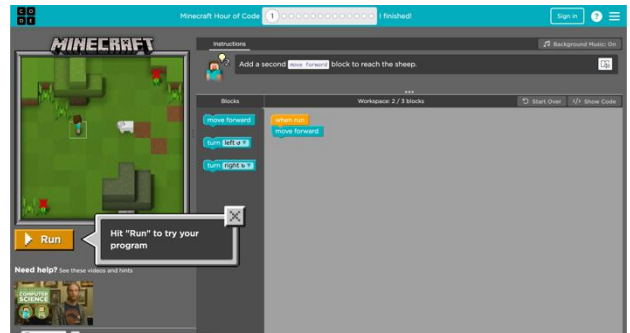 C O
D E
Minecraft Hour of Code
1
I finished!
Sign in
?
MINECRAFT
Instructions
Background Music: On
Add a second move forward block to reach the sheep.
Blocks
Workspace: 2 / 3 blocks
Start Over
</> Show Code
move forward
when run
move forward
turn left ↺ ▼
turn right ↻ ▼
Run
Hit "Run" to try your
program
Need help? See these videos and hints
COMPUTER
SCIENCE